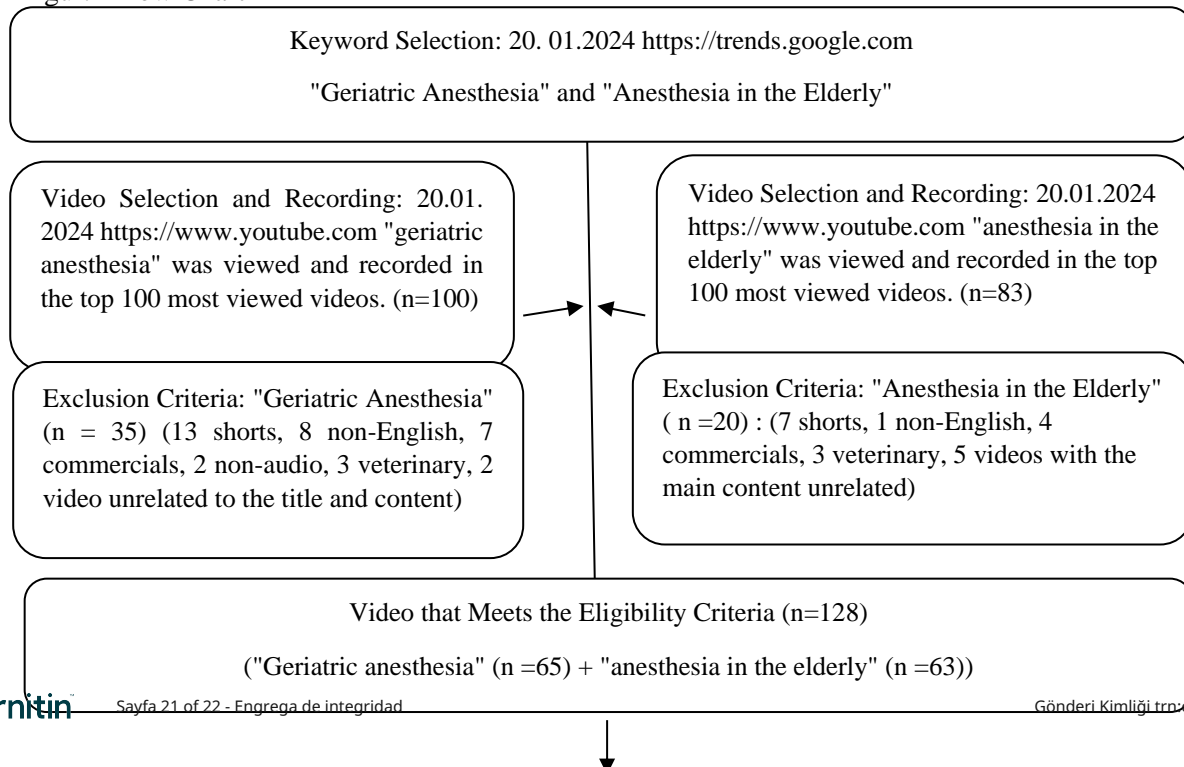 Keyword Selection: 20. 01.2024 https://trends.google.com
"Geriatric Anesthesia" and "Anesthesia in the Elderly"
Video Selection and Recording: 20.01.
2024 https://www.youtube.com "geriatric
anesthesia" was viewed and recorded in
the top 100 most viewed videos. (n=100)
Video Selection and Recording: 20.01.2024
https://www.youtube.com "anesthesia in the
elderly" was viewed and recorded in the top
100 most viewed videos. (n=83)
Exclusion Criteria: "Geriatric Anesthesia"
(n = 35) (13 shorts, 8 non-English, 7
commercials, 2 non-audio, 3 veterinary, 2
video unrelated to the title and content)
Exclusion Criteria: "Anesthesia in the Elderly"
( n =20) : (7 shorts, 1 non-English, 4
commercials, 3 veterinary, 5 videos with the
main content unrelated)
Video that Meets the Eligibility Criteria (n=128)
("Geriatric anesthesia" (n =65) + "anesthesia in the elderly" (n =63))
rnitin Sayfa 21 of 22 - Engrega de integridad Gönderi Kimliği trn: